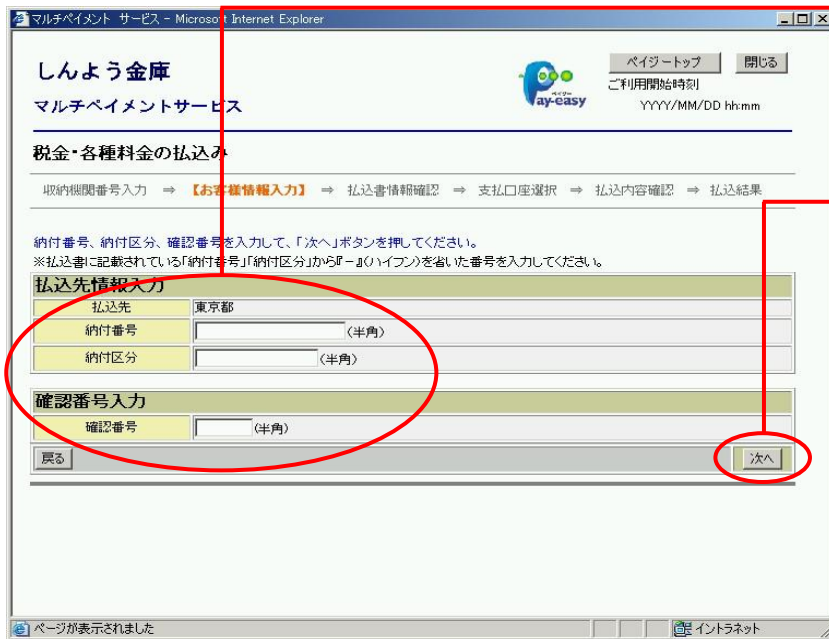 マルチペイメント サービス - Microsoft Internet Explorer
しんよう金庫
マルチペイメントサービス
ペイジー
Pay-easy
ペイジートップ
閉じる
ご利用開始時刻
YYYY/MM/DD hh:mm
税金・各種料金の払込み
収納機関番号入力 ⇒ 【お客様情報入力】 ⇒ 払込書情報確認 ⇒ 支払口座選択 ⇒ 払込内容確認 ⇒ 払込結果
納付番号、納付区分、確認番号を入力して、「次へ」ボタンを押してください。
※払込書に記載されている「納付番号」「納付区分」から『-』(ハイフン)を省いた番号を入力してください。
払込先情報入力
払込先 東京都
納付番号 (半角)
納付区分 (半角)
確認番号入力
確認番号 (半角)
戻る
次へ
ページが表示されました
イントラネット